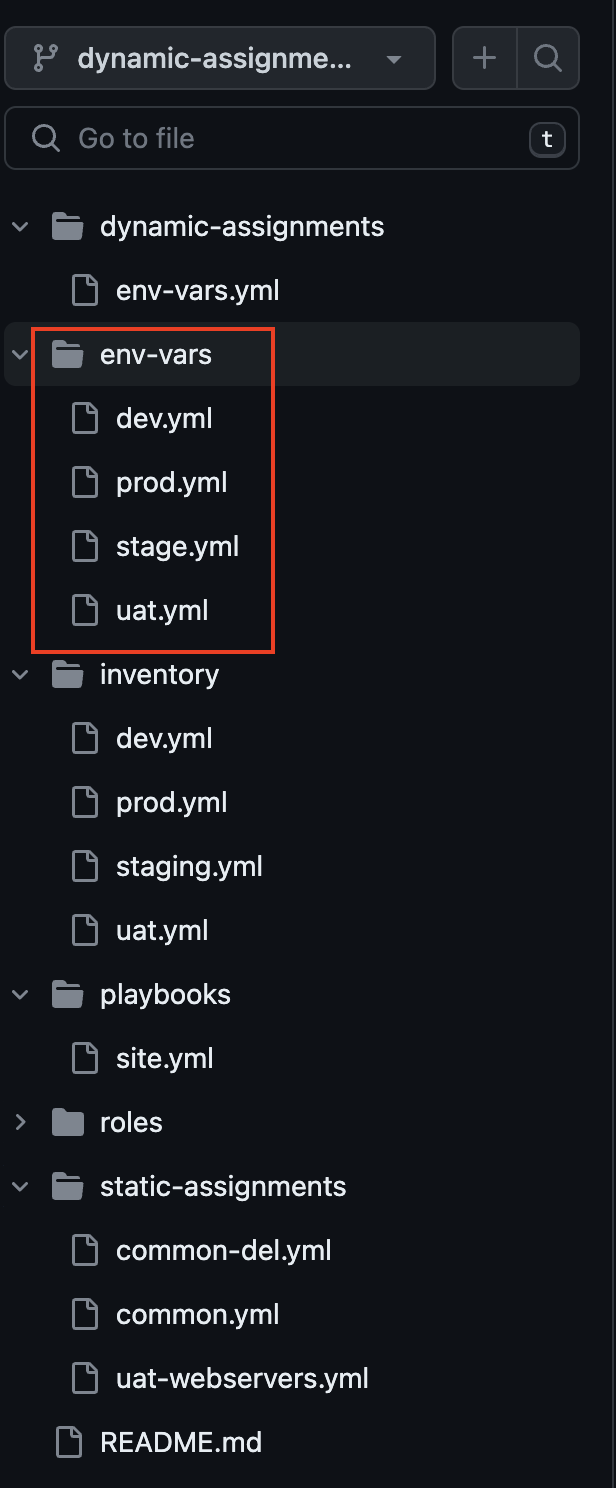 dynamic-assignme...
Go to file
t
dynamic-assignments
env-vars.yml
env-vars
dev.yml
prod.yml
stage.yml
uat.yml
inventory
dev.yml
prod.yml
staging.yml
uat.yml
playbooks
site.yml
roles
static-assignments
common-del.yml
common.yml
uat-webservers.yml
README.md